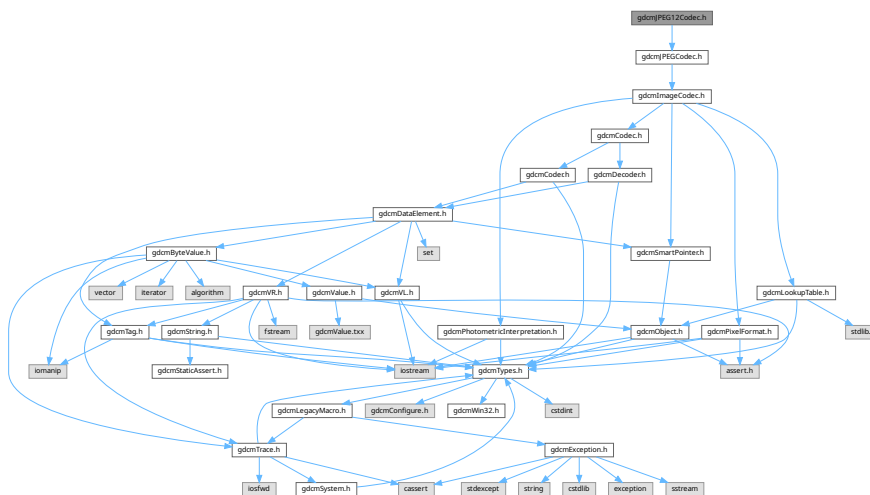 gdcmJPEG12Codec.h
gdcmJPEGCodec.h
gdcmImageCodec.h
gdcmCodec.h
gdcmCoder.h
gdcmDecoder.h
gdcmDataElement.h
gdcmByteValue.h
set
gdcmSmartPointer.h
vector
iterator
algorithm
gdcmVR.h
gdcmValue.h
gdcmVL.h
gdcmLookupTable.h
gdcmTag.h
gdcmString.h
fstream
gdcmValue.txx
gdcmPhotometricInterpretation.h
gdcmObject.h
gdcmPixelFormat.h
stdlib
iomanip
gdcmStaticAssert.h
iostream
gdcmTypes.h
assert.h
gdcmLegacyMacro.h
gdcmConfigure.h
gdcmWin32.h
cstdint
gdcmTrace.h
gdcmException.h
iosfwd
gdcmSystem.h
cassert
stdexcept
string
cstdlib
exception
sstream